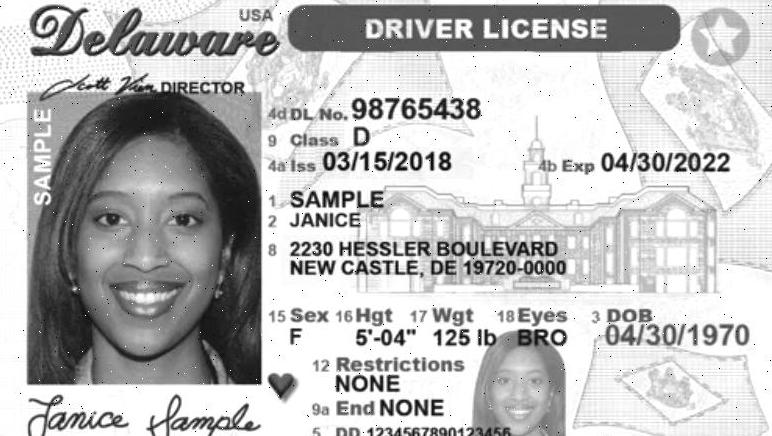 Delaware USA
DRIVER LICENSE
Scott Vien DIRECTOR
SAMPLE
4d DL No. 98765438
9 Class D
4a Iss 03/15/2018 4b Exp 04/30/2022
1 SAMPLE
2 JANICE
8 2230 HESSLER BOULEVARD
NEW CASTLE, DE 19720-0000
15 Sex 16 Hgt 17 Wgt 18 Eyes 3 DOB
F 5'-04" 125 lb BRO 04/30/1970
12 Restrictions
NONE
9a End NONE
5 DD 1234567890123456
Janice Sample